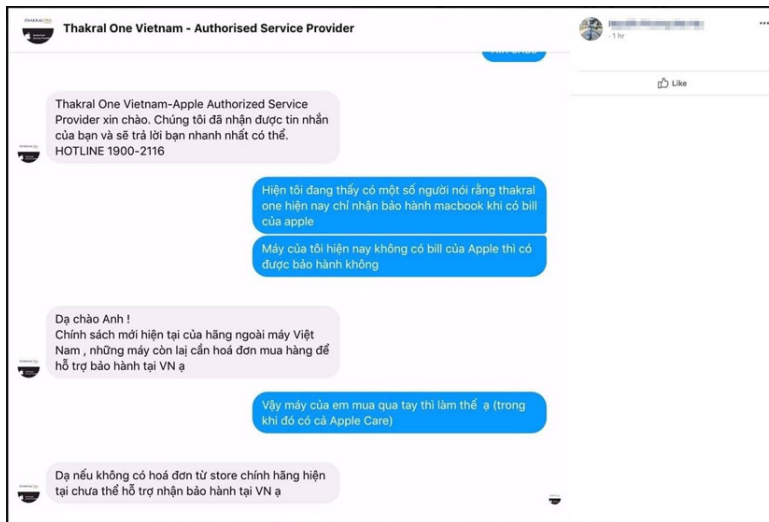 Thakral One Vietnam - Authorised Service Provider
Thakral One Vietnam-Apple Authorized Service
Provider xin chào. Chúng tôi đã nhận được tin nhắn
của bạn và sẽ trả lời bạn nhanh nhất có thể.
HOTLINE 1900-2116
Hiện tôi đang thấy có một số người nói rằng thakral
one hiện nay chỉ nhận bảo hành macbook khi có bill
của apple
Máy của tôi hiện nay không có bill của Apple thì có
được bảo hành không
Dạ chào Anh !
Chính sách mới hiện tại của hãng ngoài máy Việt
Nam , những máy còn laị cần hoá đơn mua hàng để
hỗ trợ bảo hành tại VN ạ
Vậy máy của em mua qua tay thì làm thế ạ (trong
khi đó có cả Apple Care)
Dạ nếu không có hoá đơn từ store chính hãng hiện
tại chưa thể hỗ trợ nhận bảo hành tại VN ạ
1 hr
Like